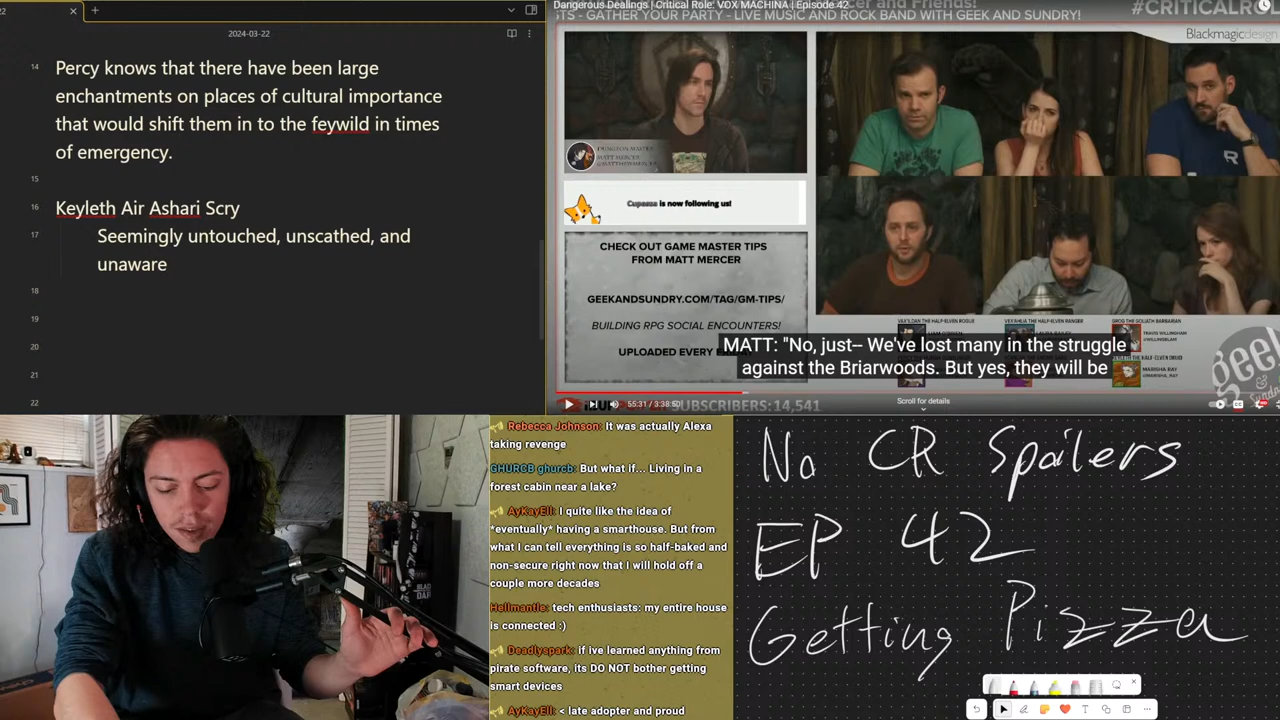 2024-03-22
14 Percy knows that there have been large
enchantments on places of cultural importance
that would shift them in to the feywild in times
of emergency.
15
16 Keyleth Air Ashari Scry
17 Seemingly untouched, unscathed, and
unaware
18
19
20
21
22
Dangerous Dealings | Critical Role: VOX MACHINA | Episode 42
GATHER YOUR PARTY - LIVE MUSIC AND ROCK BAND WITH GEEK AND SUNDRY!
Blackmagicdesign
DUNGEON MASTER
MATT MERCER
is now following us!
CHECK OUT GAME MASTER TIPS
FROM MATT MERCER
GEEKANDSUNDRY.COM/TAG/GM-TIPS/
BUILDING RPG SOCIAL ENCOUNTERS!
MATT: "No, just-- We've lost many in the struggle
against the Briarwoods. But yes, they will be
55:31 / 3:38:50
SUBSCRIBERS:14,541
Scroll for details
Rebecca Johnson: It was actually Alexa
taking revenge
GHURCB ghurcb: But what if... Living in a
forest cabin near a lake?
AyKayEll: I quite like the idea of
*eventually* having a smarthouse. But from
what I can tell everything is so half-baked and
non-secure right now that I will hold off a
couple more decades
Hellmantle: tech enthusiasts: my entire house
is connected :)
Deadlyspark: if ive learned anything from
pirate software, its DO NOT bother getting
smart devices
AyKayEll: < late adopter and proud
No CR Spoilers
EP 42
Getting Pizza